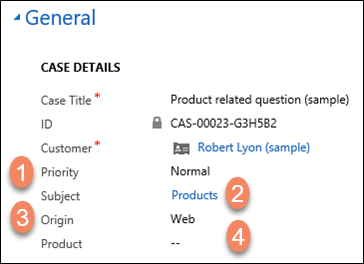 General
CASE DETAILS
Case Title* Product related question (sample)
ID CAS-00023-G3H5B2
Customer* Robert Lyon (sample)
1 Priority Normal
Subject Products 2
3 Origin Web
Product -- 4